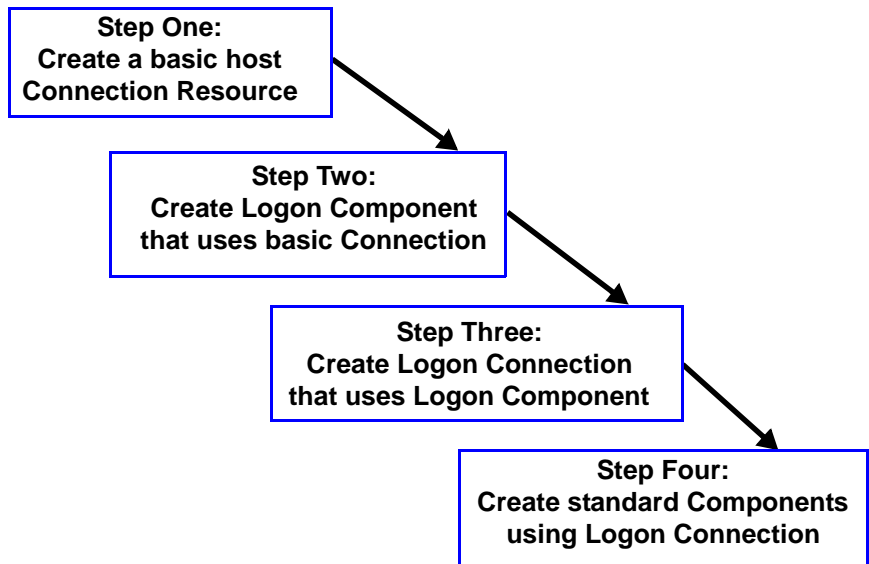 Step One:
Create a basic host
Connection Resource
Step Two:
Create Logon Component
that uses basic Connection
Step Three:
Create Logon Connection
that uses Logon Component
Step Four:
Create standard Components
using Logon Connection